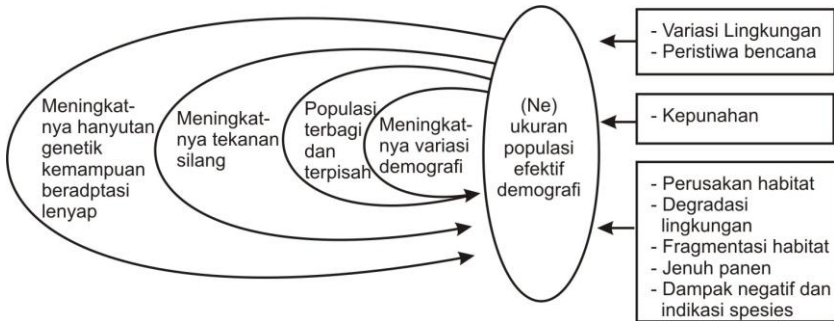 Meningkat-
nya hanyutan
genetik
kemampuan
beradptasi
lenyap
Meningkat-
nya tekanan
silang
Populasi
terbagi
dan
terpisah
Meningkat-
nya variasi
demografi
(Ne)
ukuran
populasi
efektif
demografi
- Variasi Lingkungan
- Peristiwa bencana
- Kepunahan
- Perusakan habitat
- Degradasi
lingkungan
- Fragmentasi habitat
- Jenuh panen
- Dampak negatif dan
indikasi spesies